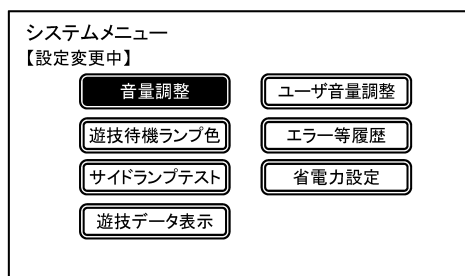 システムメニュー
【設定変更中】
音量調整 ユーザ音量調整
遊技待機ランプ色 エラー等履歴
サイドランプテスト 省電力設定
遊技データ表示